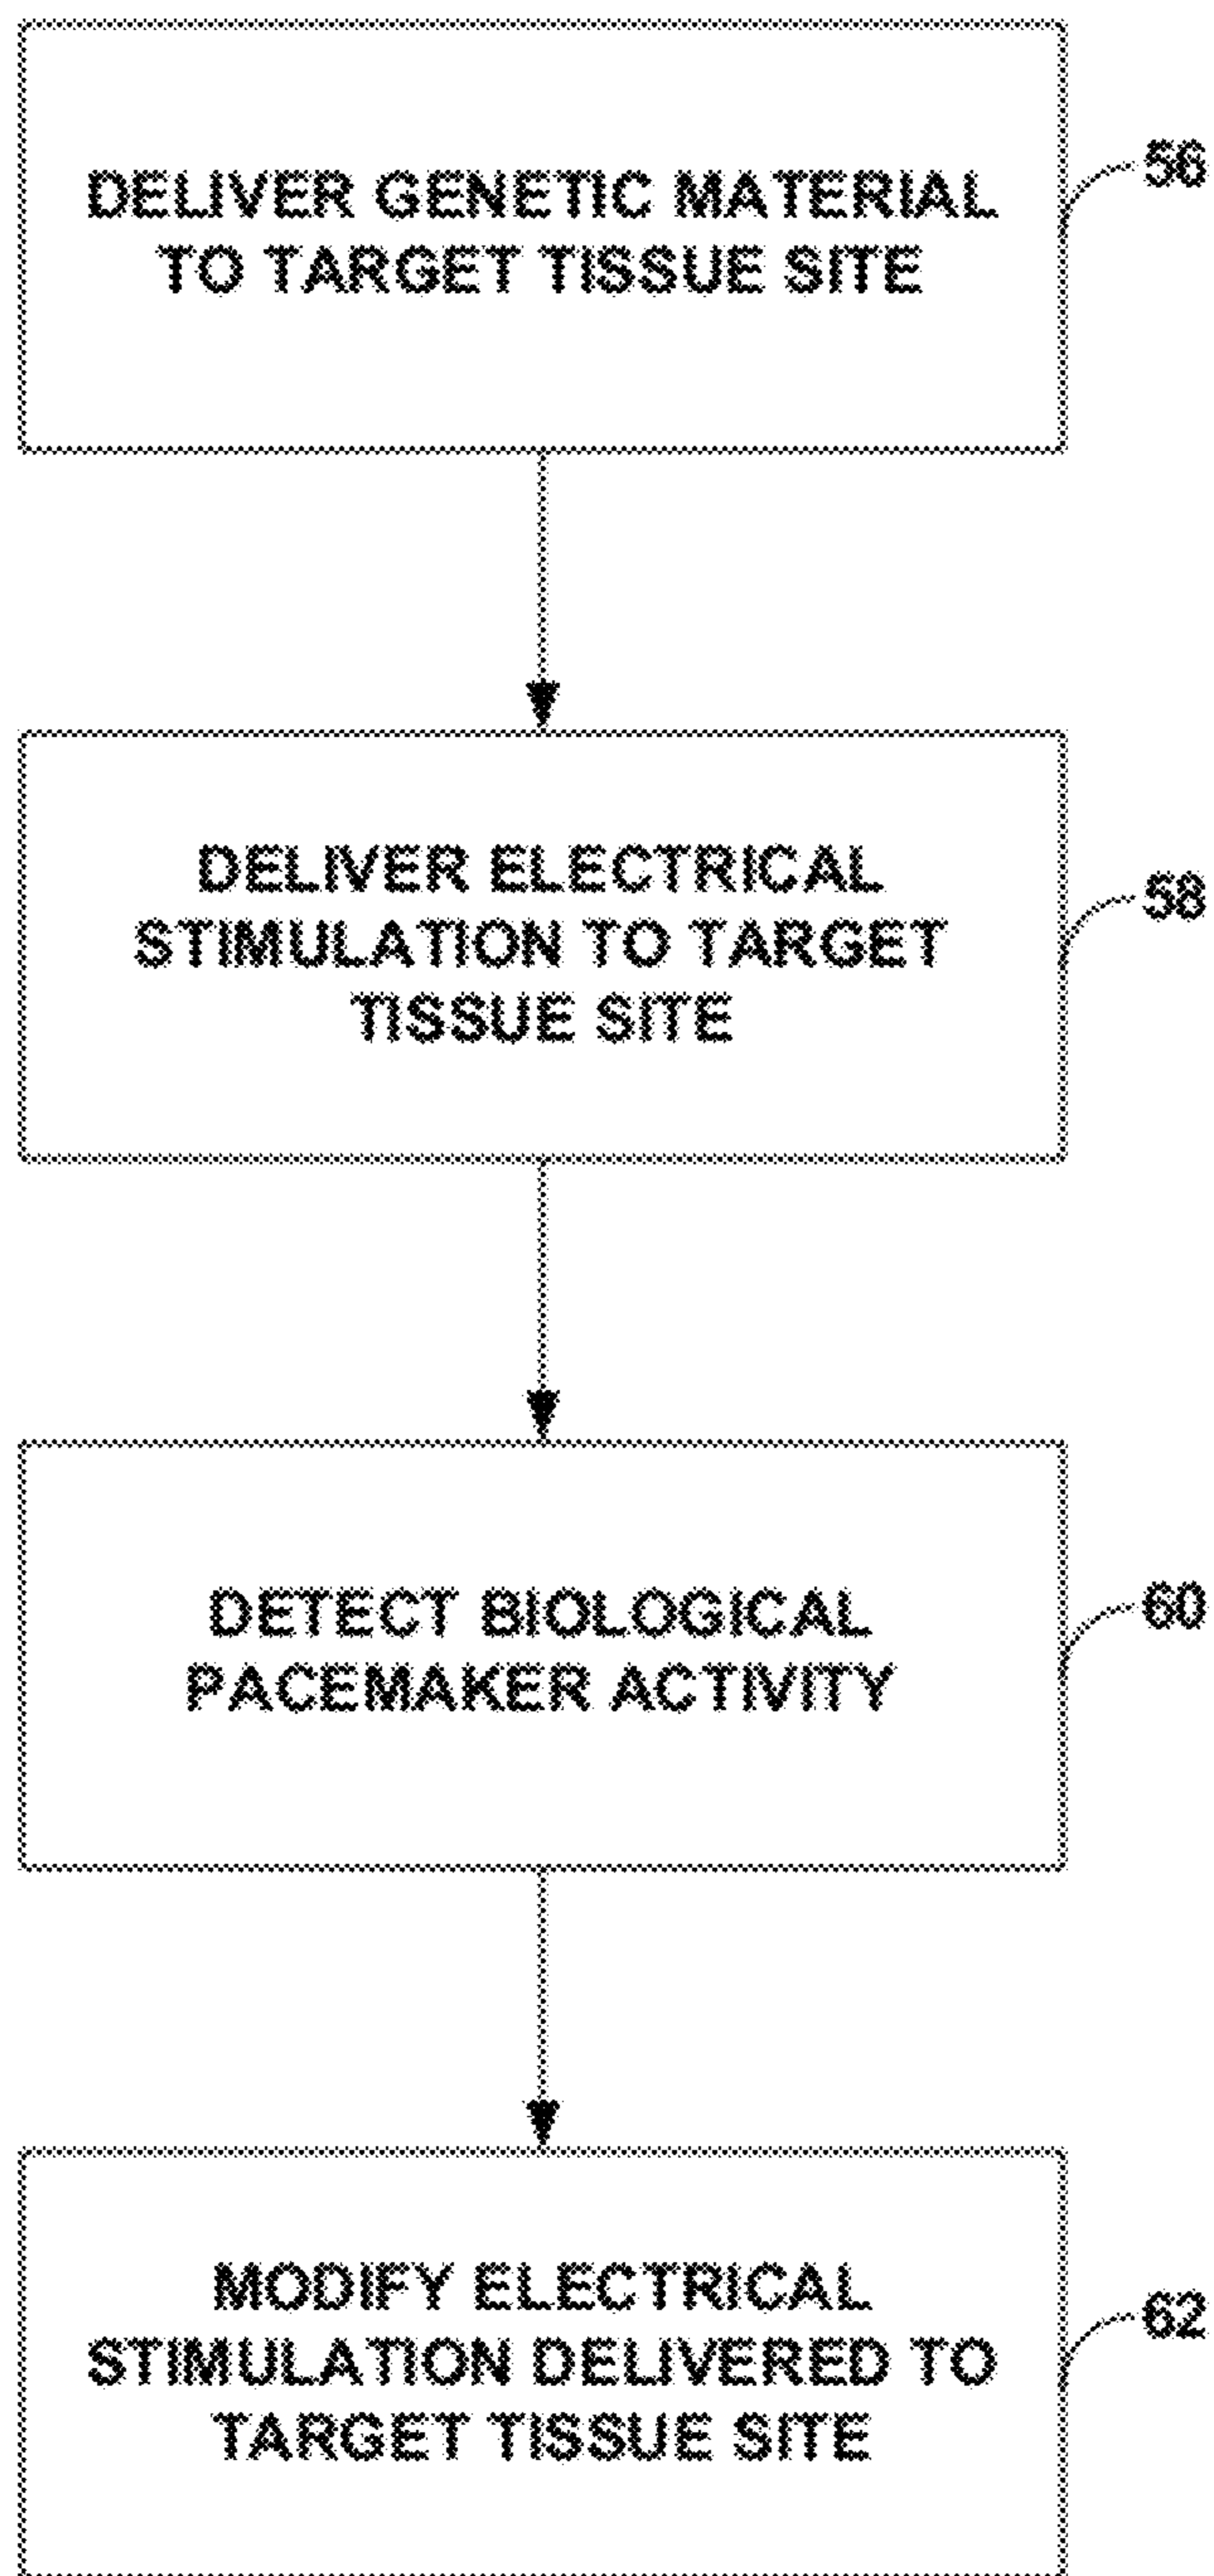 DELIVER GENETIC MATERIAL
TO TARGET TISSUE SITE
56
DELIVER ELECTRICAL
STIMULATION TO TARGET
TISSUE SITE
58
DETECT BIOLOGICAL
PACEMAKER ACTIVITY
60
MODIFY ELECTRICAL
STIMULATION DELIVERED TO
TARGET TISSUE SITE
62